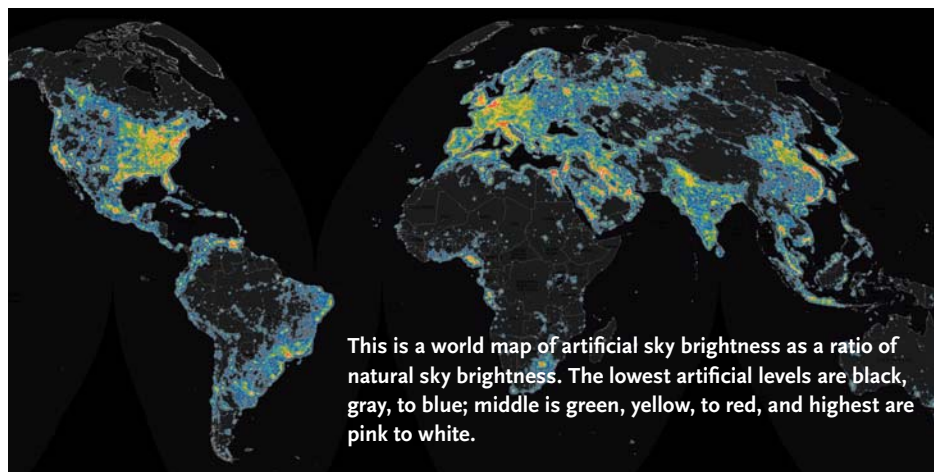 This is a world map of artificial sky brightness as a ratio of
natural sky brightness. The lowest artificial levels are black,
gray, to blue; middle is green, yellow, to red, and highest are
pink to white.